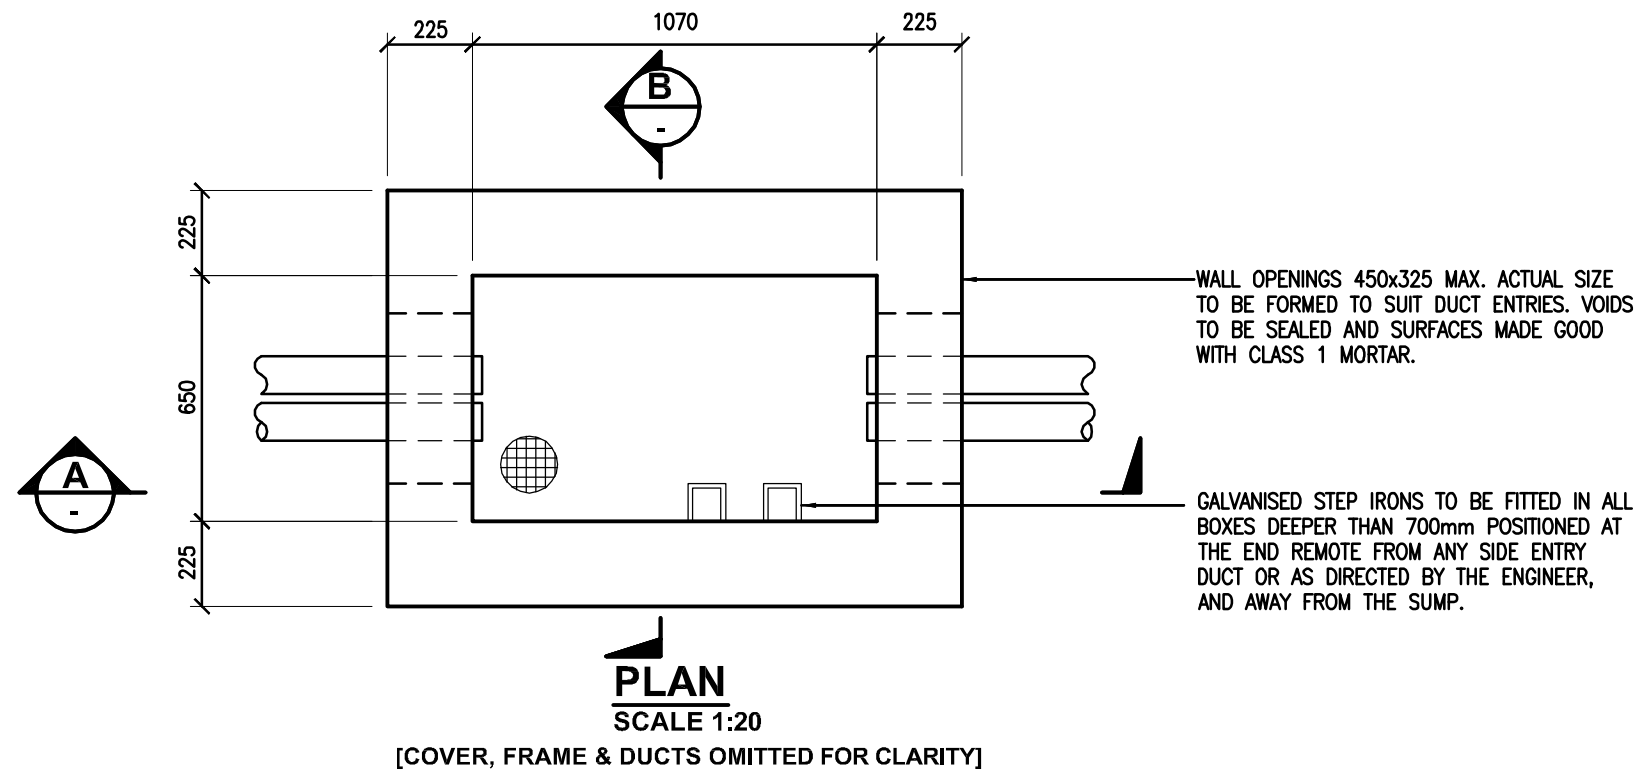 225
1070
225
B
-
225
WALL OPENINGS 450x325 MAX. ACTUAL SIZE
TO BE FORMED TO SUIT DUCT ENTRIES. VOIDS
TO BE SEALED AND SURFACES MADE GOOD
WITH CLASS 1 MORTAR.
650
A
-
GALVANISED STEP IRONS TO BE FITTED IN ALL
BOXES DEEPER THAN 700mm POSITIONED AT
THE END REMOTE FROM ANY SIDE ENTRY
DUCT OR AS DIRECTED BY THE ENGINEER,
AND AWAY FROM THE SUMP.
225
PLAN
SCALE 1:20
[COVER, FRAME & DUCTS OMITTED FOR CLARITY]